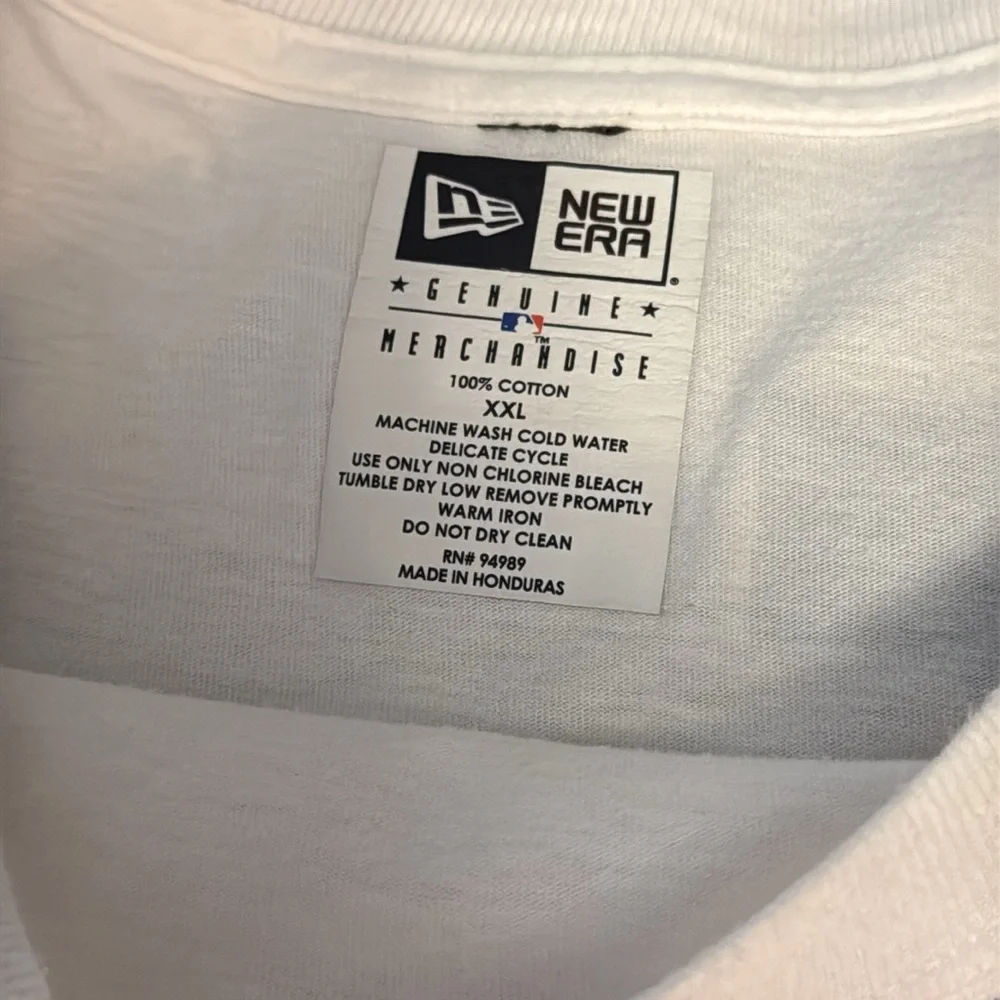 NEW
ERA
GENUINE
TM
MERCHANDISE
100% COTTON
XXL
MACHINE WASH COLD WATER
DELICATE CYCLE
USE ONLY NON CHLORINE BLEACH
TUMBLE DRY LOW REMOVE PROMPTLY
WARM IRON
DO NOT DRY CLEAN
RN# 94989
MADE IN HONDURAS